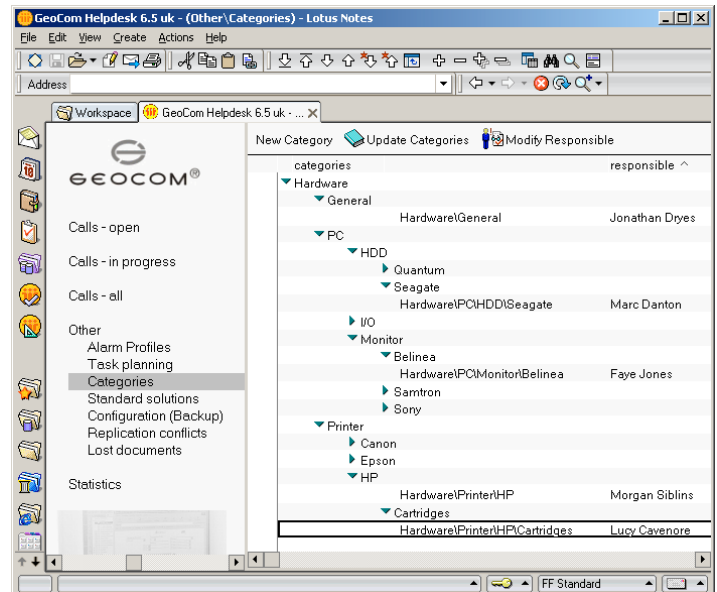 GeoCom Helpdesk 6.5 uk - (Other\Categories) - Lotus Notes
File Edit View Create Actions Help
Address
Workspace GeoCom Helpdesk 6.5 uk - ...
GEOCOM®
New Category Update Categories Modify Responsible
categories responsible ^
Hardware
General
Hardware\General Jonathan Dryes
PC
HDD
Quantum
Seagate
Hardware\PC\HDD\Seagate Marc Danton
I/O
Monitor
Belinea
Hardware\PC\Monitor\Belinea Faye Jones
Samtron
Sony
Printer
Canon
Epson
HP
Hardware\Printer\HP Morgan Siblins
Cartridges
Hardware\Printer\HP\Cartridges Lucy Cavenore
Calls - open
Calls - in progress
Calls - all
Other
Alarm Profiles
Task planning
Categories
Standard solutions
Configuration (Backup)
Replication conflicts
Lost documents
Statistics
FF Standard